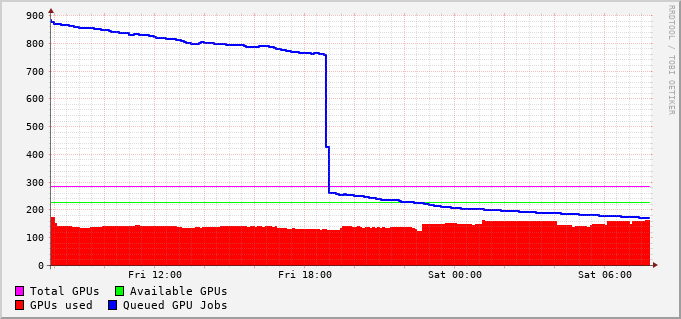 900
800
700
600
500
400
300
200
100
0
Fri 12:00 Fri 18:00 Sat 00:00 Sat 06:00
Total GPUs Available GPUs
GPUs used Queued GPU Jobs
RRDTOOL / TOBI OETIKER